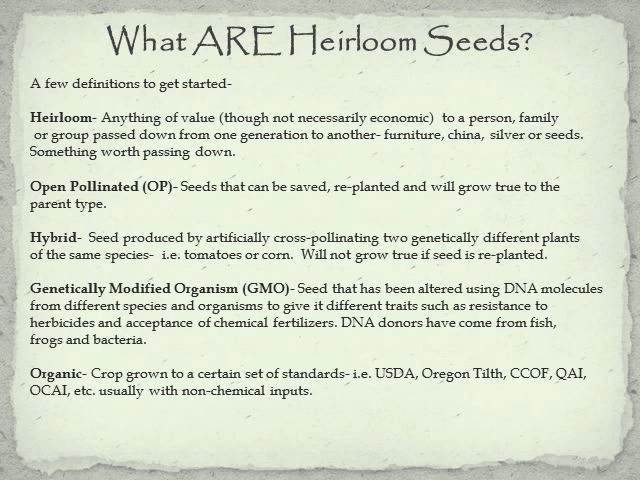 What ARE Heirloom Seeds?
A few definitions to get started-
Heirloom- Anything of value (though not necessarily economic) to a person, family
or group passed down from one generation to another- furniture, china, silver or seeds.
Something worth passing down.
Open Pollinated (OP)- Seeds that can be saved, re-planted and will grow true to the
parent type.
Hybrid- Seed produced by artificially cross-pollinating two genetically different plants
of the same species- i.e. tomatoes or corn. Will not grow true if seed is re-planted.
Genetically Modified Organism (GMO)- Seed that has been altered using DNA molecules
from different species and organisms to give it different traits such as resistance to
herbicides and acceptance of chemical fertilizers. DNA donors have come from fish,
frogs and bacteria.
Organic- Crop grown to a certain set of standards- i.e. USDA, Oregon Tilth, CCOF, QAI,
OCAI, etc. usually with non-chemical inputs.